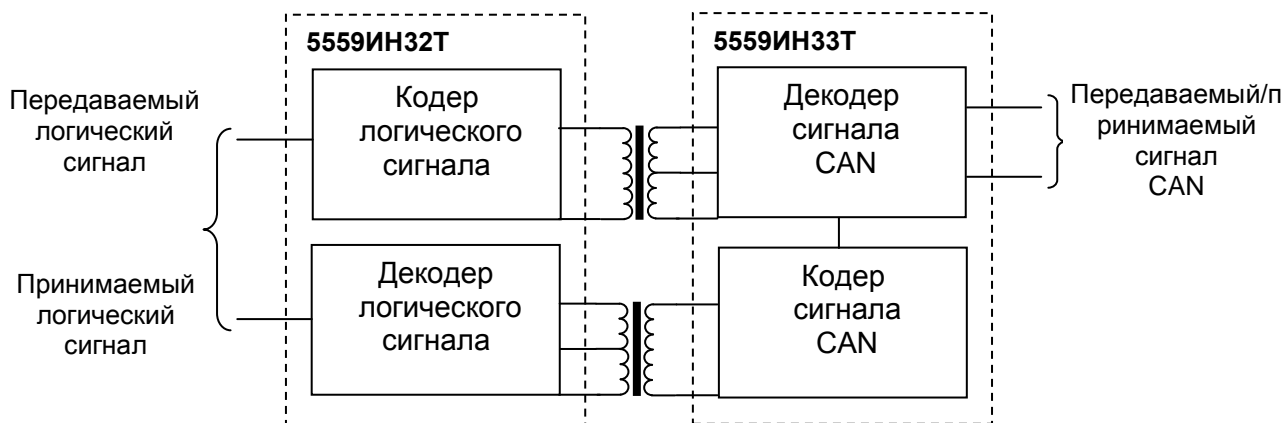 5559ИН32Т
5559ИН33Т
Передаваемый
логический
сигнал
Кодер
логического
сигнала
Декодер
сигнала
CAN
Передаваемый/п
ринимаемый
сигнал
CAN
Принимаемый
логический
сигнал
Декодер
логического
сигнала
Кодер
сигнала
CAN